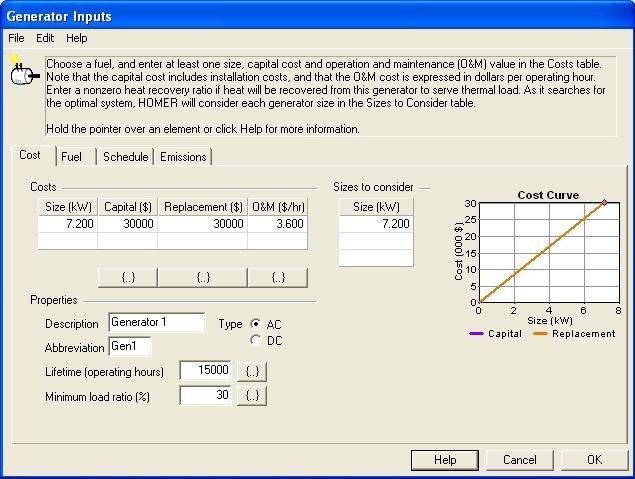 Generator Inputs
File Edit Help
Choose a fuel, and enter at least one size, capital cost and operation and maintenance (O&M) value in the Costs table.
Note that the capital cost includes installation costs, and that the O&M cost is expressed in dollars per operating hour.
Enter a nonzero heat recovery ratio if heat will be recovered from this generator to serve thermal load. As it searches for
the optimal system, HOMER will consider each generator size in the Sizes to Consider table.
Hold the pointer over an element or click Help for more information.
Cost Fuel Schedule Emissions
Costs
Size (kW) Capital ($) Replacement ($) O&M ($/hr)
7.200 30000 30000 3.600
{..} {..} {..}
Sizes to consider
Size (kW)
7.200
Cost Curve
Cost (000 $)
30
25
20
15
10
5
0
0 2 4 6 8
Size (kW)
Capital Replacement
Properties
Description Generator 1 Type AC
DC
Abbreviation Gen1
Lifetime (operating hours) 15000 {..}
Minimum load ratio (%) 30 {..}
Help Cancel OK